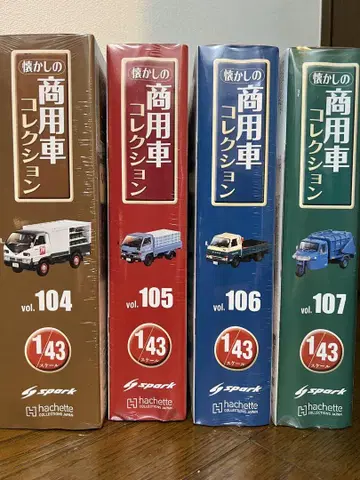 懐かしの
商用車
コレクション
vol. 104
1/43
スケール
spark
hachette
COLLECTIONS JAPAN
懐かしの
商用車
コレクション
vol. 105
1/43
スケール
spark
hachette
COLLECTIONS JAPAN
懐かしの
商用車
コレクション
vol. 106
1/43
スケール
spark
hachette
COLLECTIONS JAPAN
懐かしの
商用車
コレクション
vol. 107
1/43
スケール
spark
hachette
COLLECTIONS JAPAN